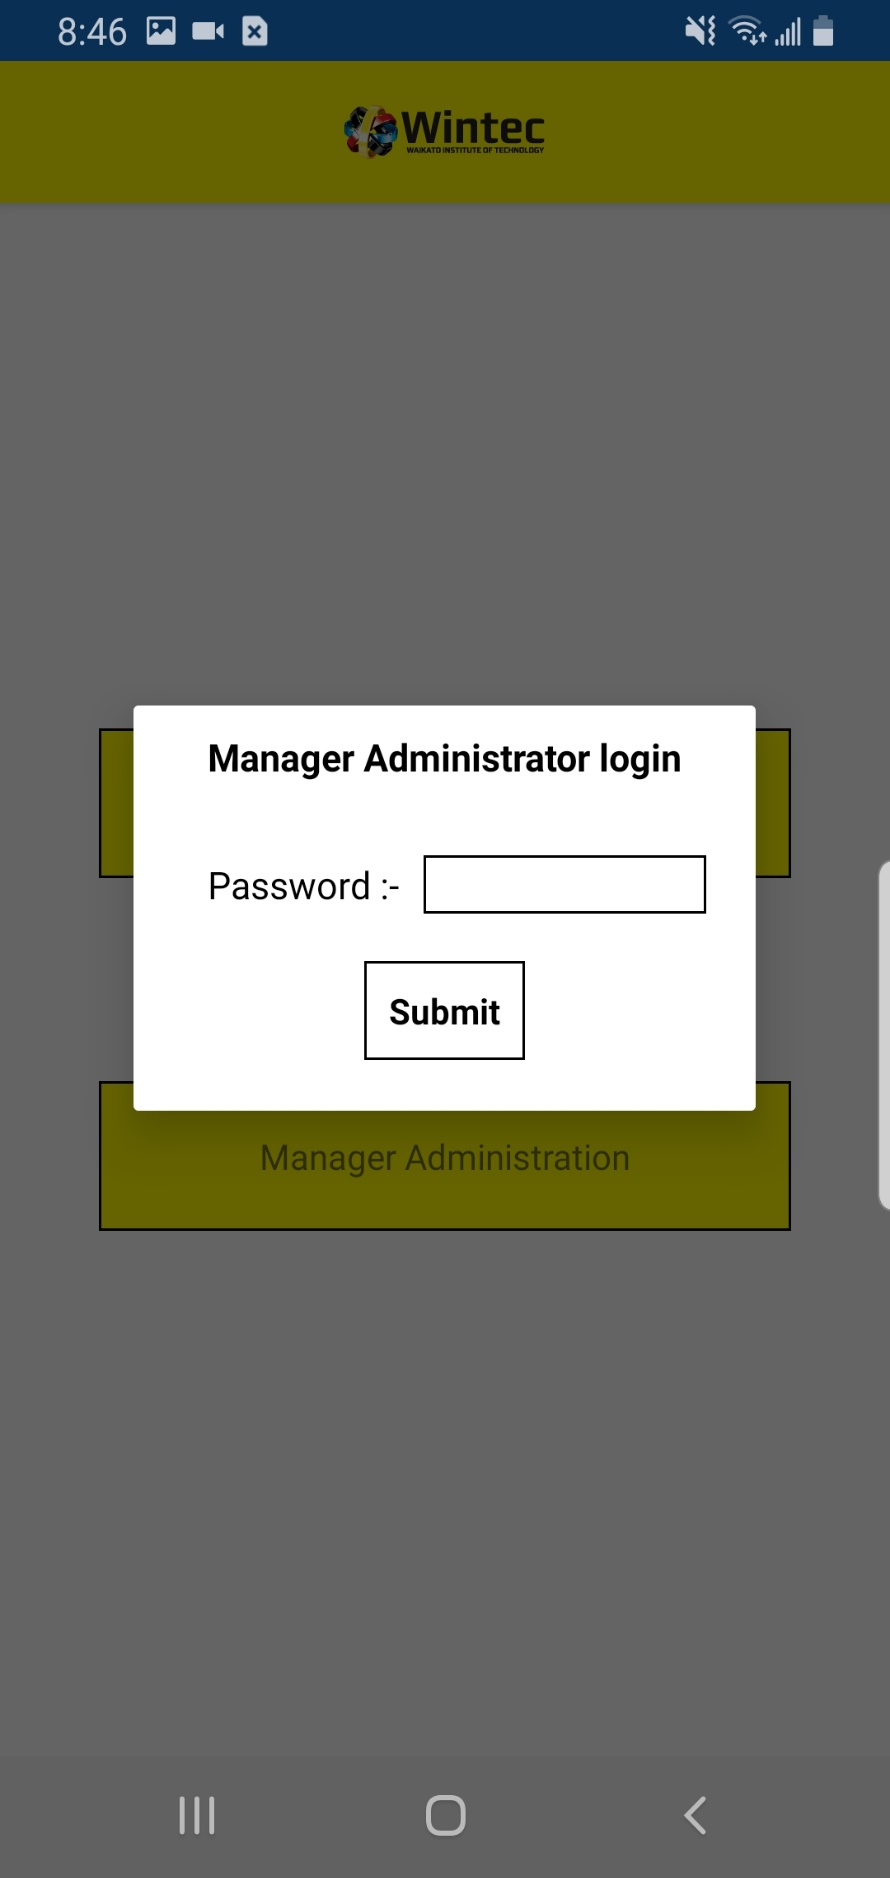 8:46
Wintec
WAIKATO INSTITUTE OF TECHNOLOGY
Manager Administrator login
Password :-
Submit
Manager Administration